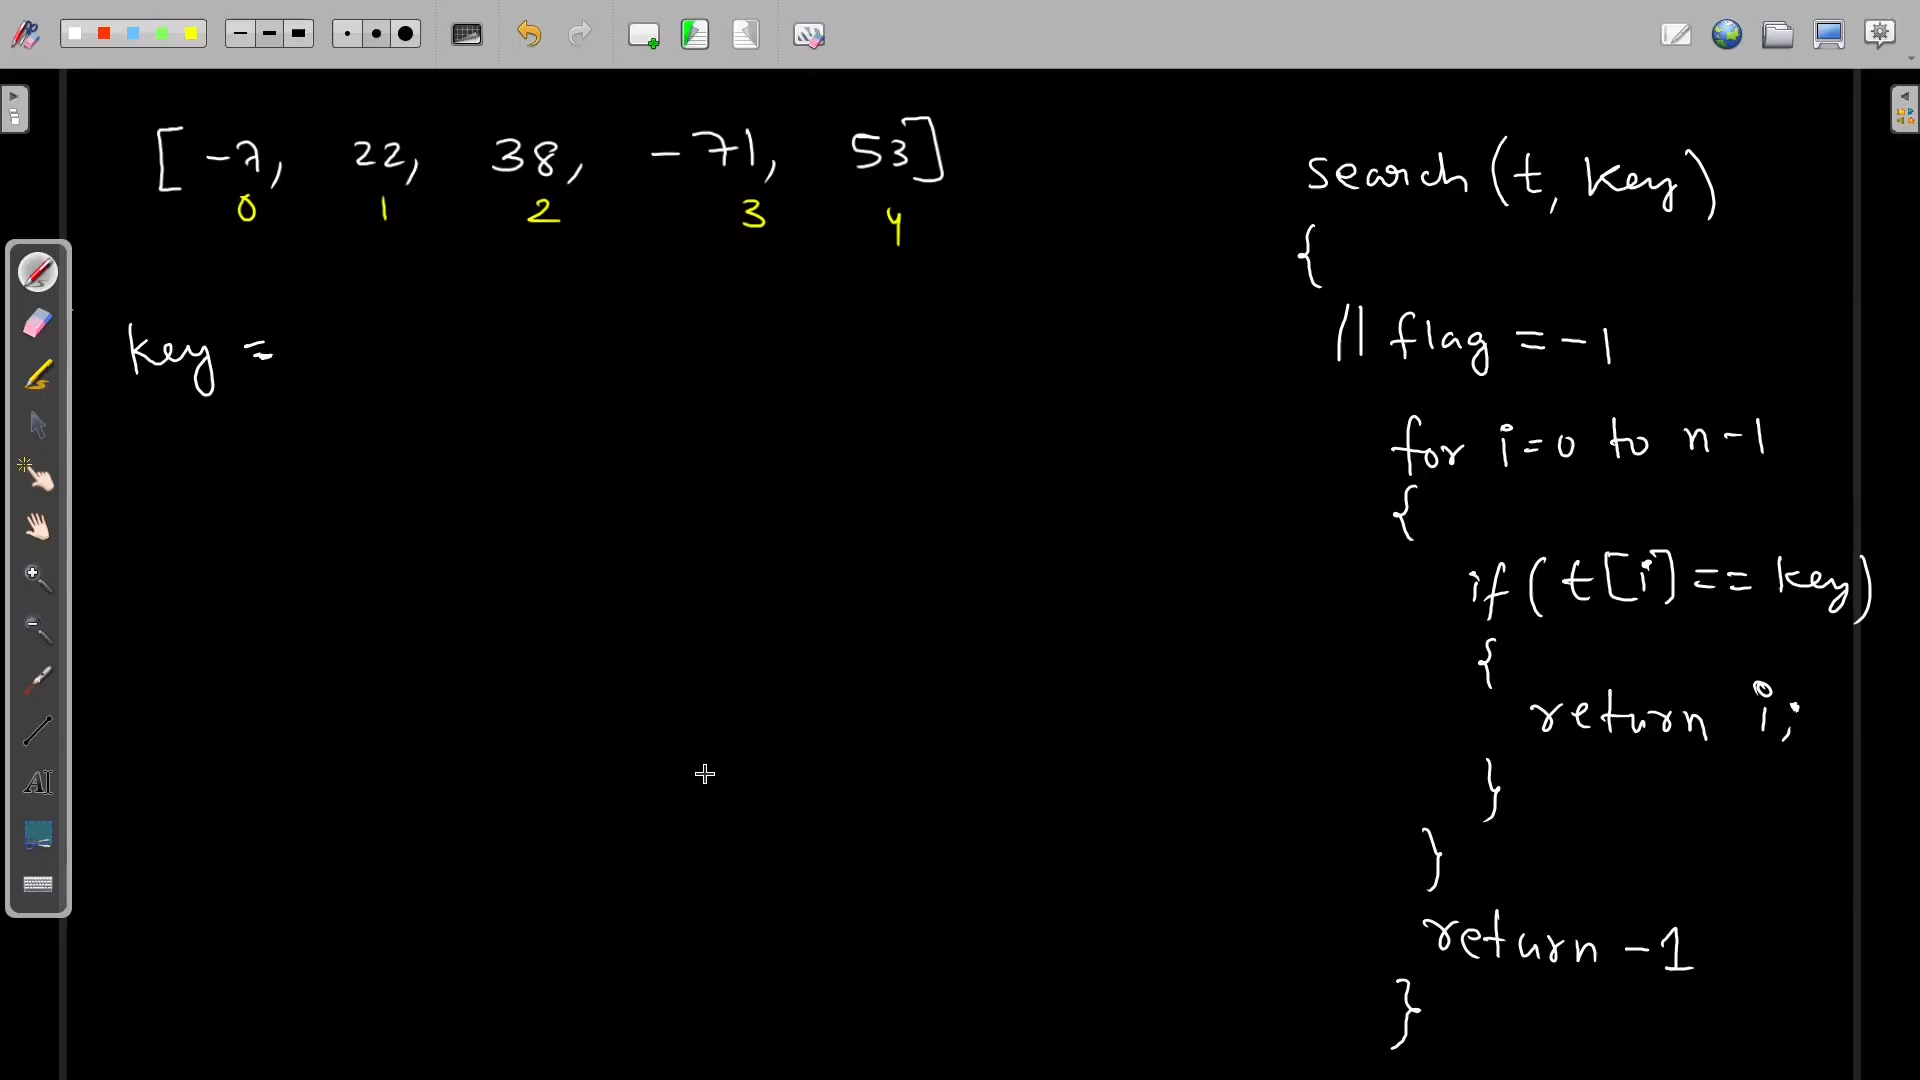 [ -7, 22, 38, -71, 53 ]
0 1 2 3 4
key =
search (t, key)
{
// flag = -1
for i=0 to n-1
{
if ( t[i] == key)
{
return i;
}
}
return -1
}